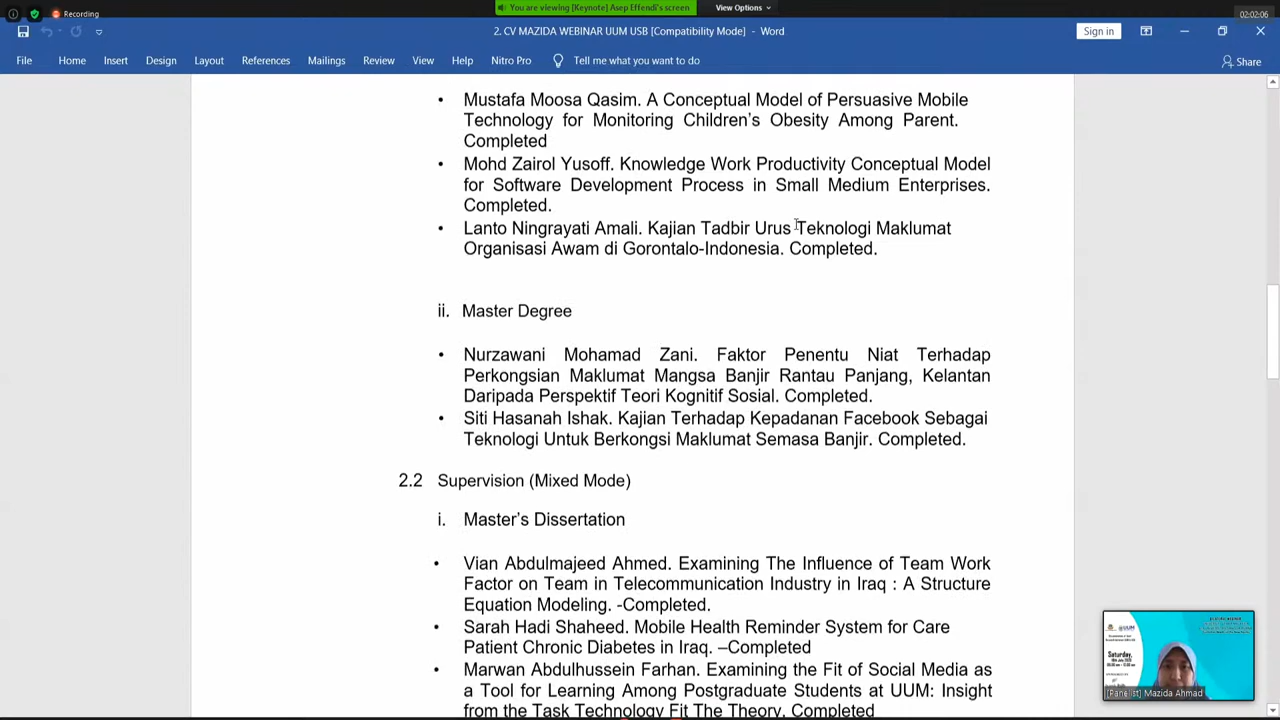 You are viewing [Keynote] Asep Effendi's screen
View Options
Recording
02:02:06
2. CV MAZIDA WEBINAR UUM USB [Compatibility Mode] - Word
Sign in
File Home Insert Design Layout References Mailings Review View Help Nitro Pro Tell me what you want to do
Share
• Mustafa Moosa Qasim. A Conceptual Model of Persuasive Mobile
Technology for Monitoring Children’s Obesity Among Parent.
Completed
• Mohd Zairol Yusoff. Knowledge Work Productivity Conceptual Model
for Software Development Process in Small Medium Enterprises.
Completed.
• Lanto Ningrayati Amali. Kajian Tadbir Urus Teknologi Maklumat
Organisasi Awam di Gorontalo-Indonesia. Completed.
ii. Master Degree
• Nurzawani Mohamad Zani. Faktor Penentu Niat Terhadap
Perkongsian Maklumat Mangsa Banjir Rantau Panjang, Kelantan
Daripada Perspektif Teori Kognitif Sosial. Completed.
• Siti Hasanah Ishak. Kajian Terhadap Kepadanan Facebook Sebagai
Teknologi Untuk Berkongsi Maklumat Semasa Banjir. Completed.
2.2 Supervision (Mixed Mode)
i. Master’s Dissertation
• Vian Abdulmajeed Ahmed. Examining The Influence of Team Work
Factor on Team in Telecommunication Industry in Iraq : A Structure
Equation Modeling. -Completed.
• Sarah Hadi Shaheed. Mobile Health Reminder System for Care
Patient Chronic Diabetes in Iraq. –Completed
• Marwan Abdulhussein Farhan. Examining the Fit of Social Media as
a Tool for Learning Among Postgraduate Students at UUM: Insight
from the Task Technology Fit The Theory. Completed
UUM
Saturday,
[Panelist] Mazida Ahmad